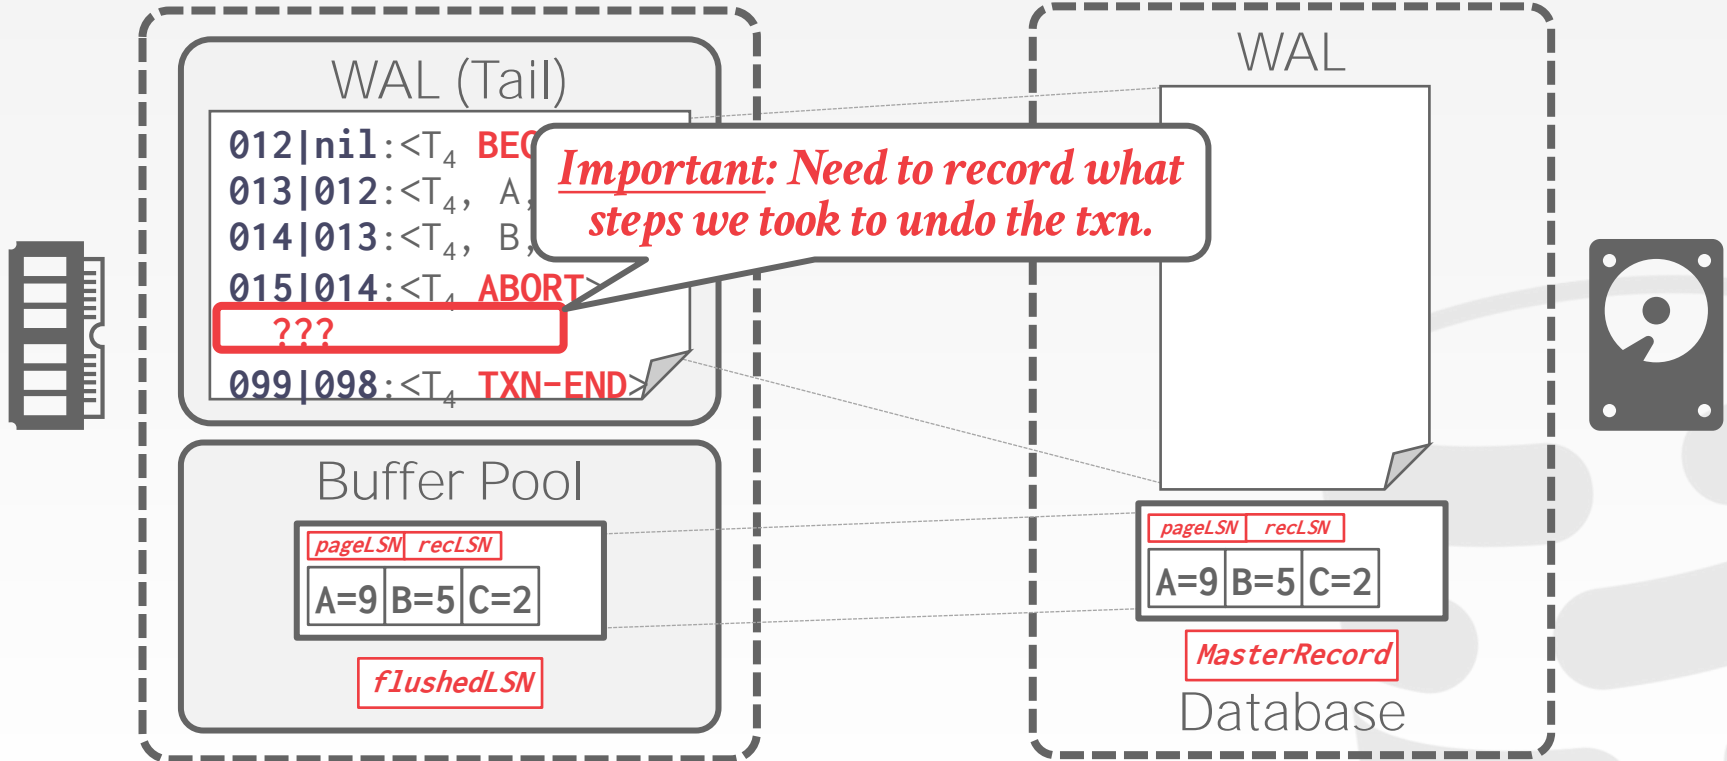 WAL (Tail)
012|nil:<T4 BEG
013|012:<T4, A,
014|013:<T4, B,
015|014:<T4 ABORT>
???
099|098:<T4 TXN-END>
Important: Need to record what
steps we took to undo the txn.
Buffer Pool
pageLSN recLSN
A=9 B=5 C=2
flushedLSN
WAL
pageLSN recLSN
A=9 B=5 C=2
MasterRecord
Database